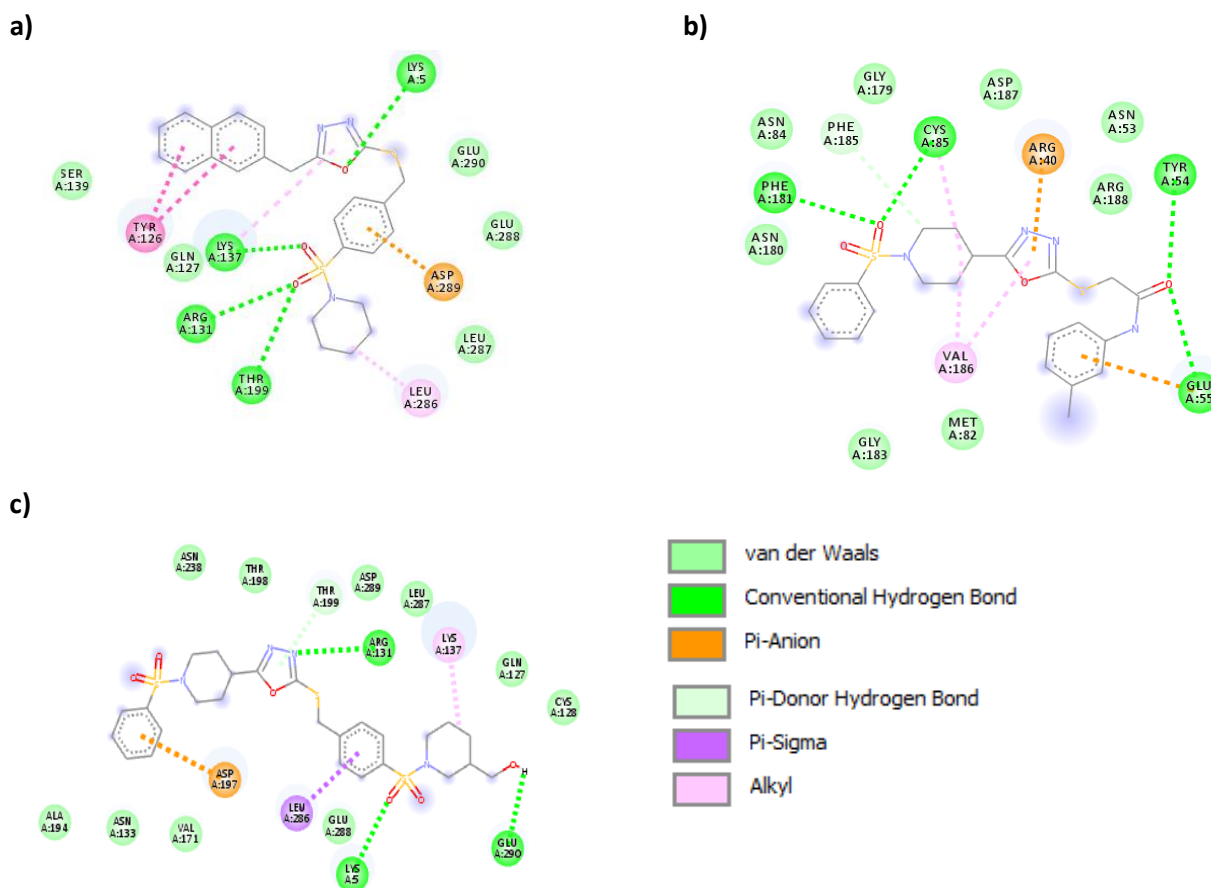 a)
LYS
A:5
N
N
O
S
GLU
A:290
SER
A:139
TYR
A:126
GLN
A:127
LYS
A:137
O
S
O
N
GLU
A:288
ASP
A:289
ARG
A:131
THR
A:199
LEU
A:287
LEU
A:286
b)
GLY
A:179
ASP
A:187
ASN
A:84
PHE
A:185
CYS
A:85
ASN
A:53
ARG
A:40
TYR
A:54
PHE
A:181
ARG
A:188
ASN
A:180
O
O
S
N
N
N
O
S
O
N
VAL
A:186
GLU
A:55
MET
A:82
GLY
A:183
c)
ASN
A:238
THR
A:198
THR
A:199
ASP
A:289
LEU
A:287
ARG
A:131
LYS
A:137
GLN
A:127
CYS
A:128
O
O
S
N
N
N
O
S
N
S
O
O
O
H
ASP
A:197
LEU
A:286
GLU
A:288
GLU
A:290
ALA
A:194
ASN
A:133
VAL
A:171
LYS
A:5
van der Waals
Conventional Hydrogen Bond
Pi-Anion
Pi-Donor Hydrogen Bond
Pi-Sigma
Alkyl